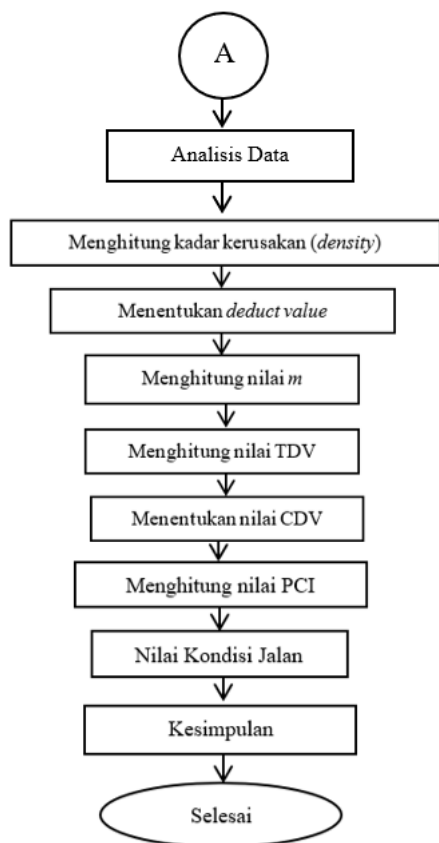 A
Analisis Data
Menghitung kadar kerusakan (density)
Menentukan deduct value
Menghitung nilai m
Menghitung nilai TDV
Menentukan nilai CDV
Menghitung nilai PCI
Nilai Kondisi Jalan
Kesimpulan
Selesai